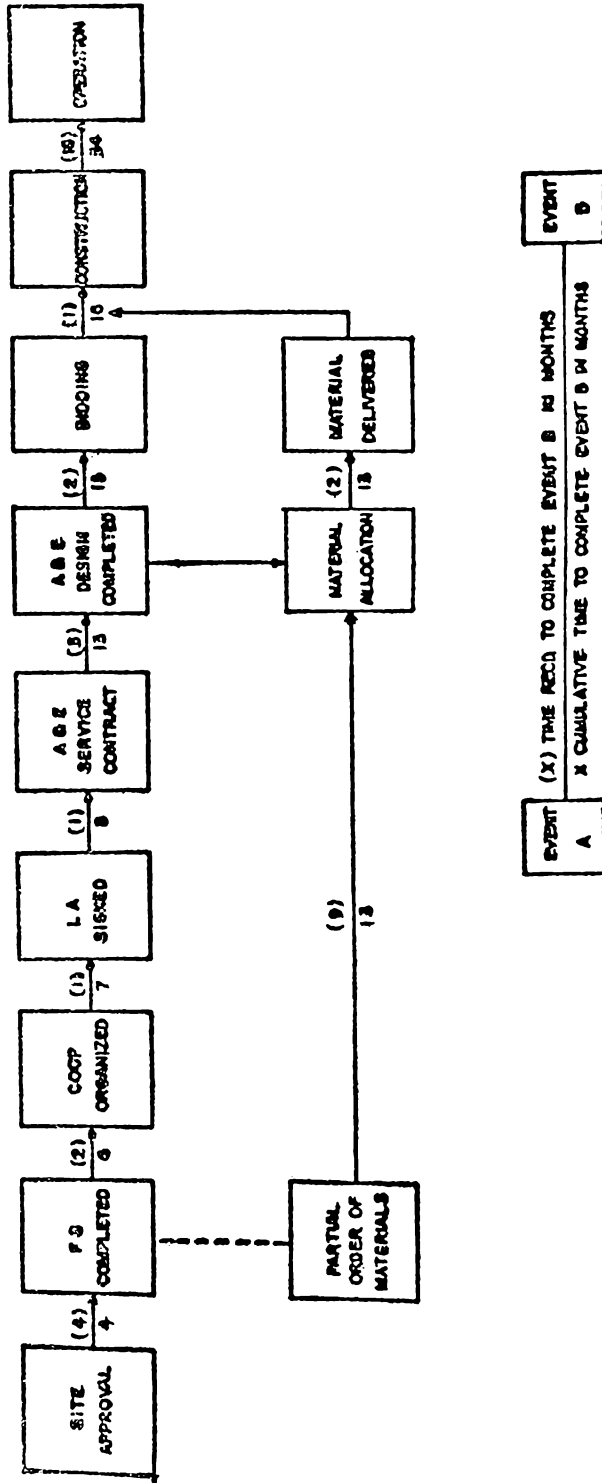 SITE
APPROVAL
(4)
4
F S
COMPLETED
(2)
6
COOP
ORGANIZED
(1)
7
L A
SIGNED
(1)
8
A & E
SERVICE
CONTRACT
(5)
13
A & E
DESIGN
COMPLETED
(2)
15
BIDDING
(1)
16
CONSTRUCTION
(18)
34
OPERATION
PARTIAL
ORDER OF
MATERIALS
(9)
13
MATERIAL
ALLOCATION
(2)
15
MATERIAL
DELIVERIES
EVENT
A
(X) TIME REQD TO COMPLETE EVENT B IN MONTHS
X CUMULATIVE TIME TO COMPLETE EVENT B IN MONTHS
EVENT
B